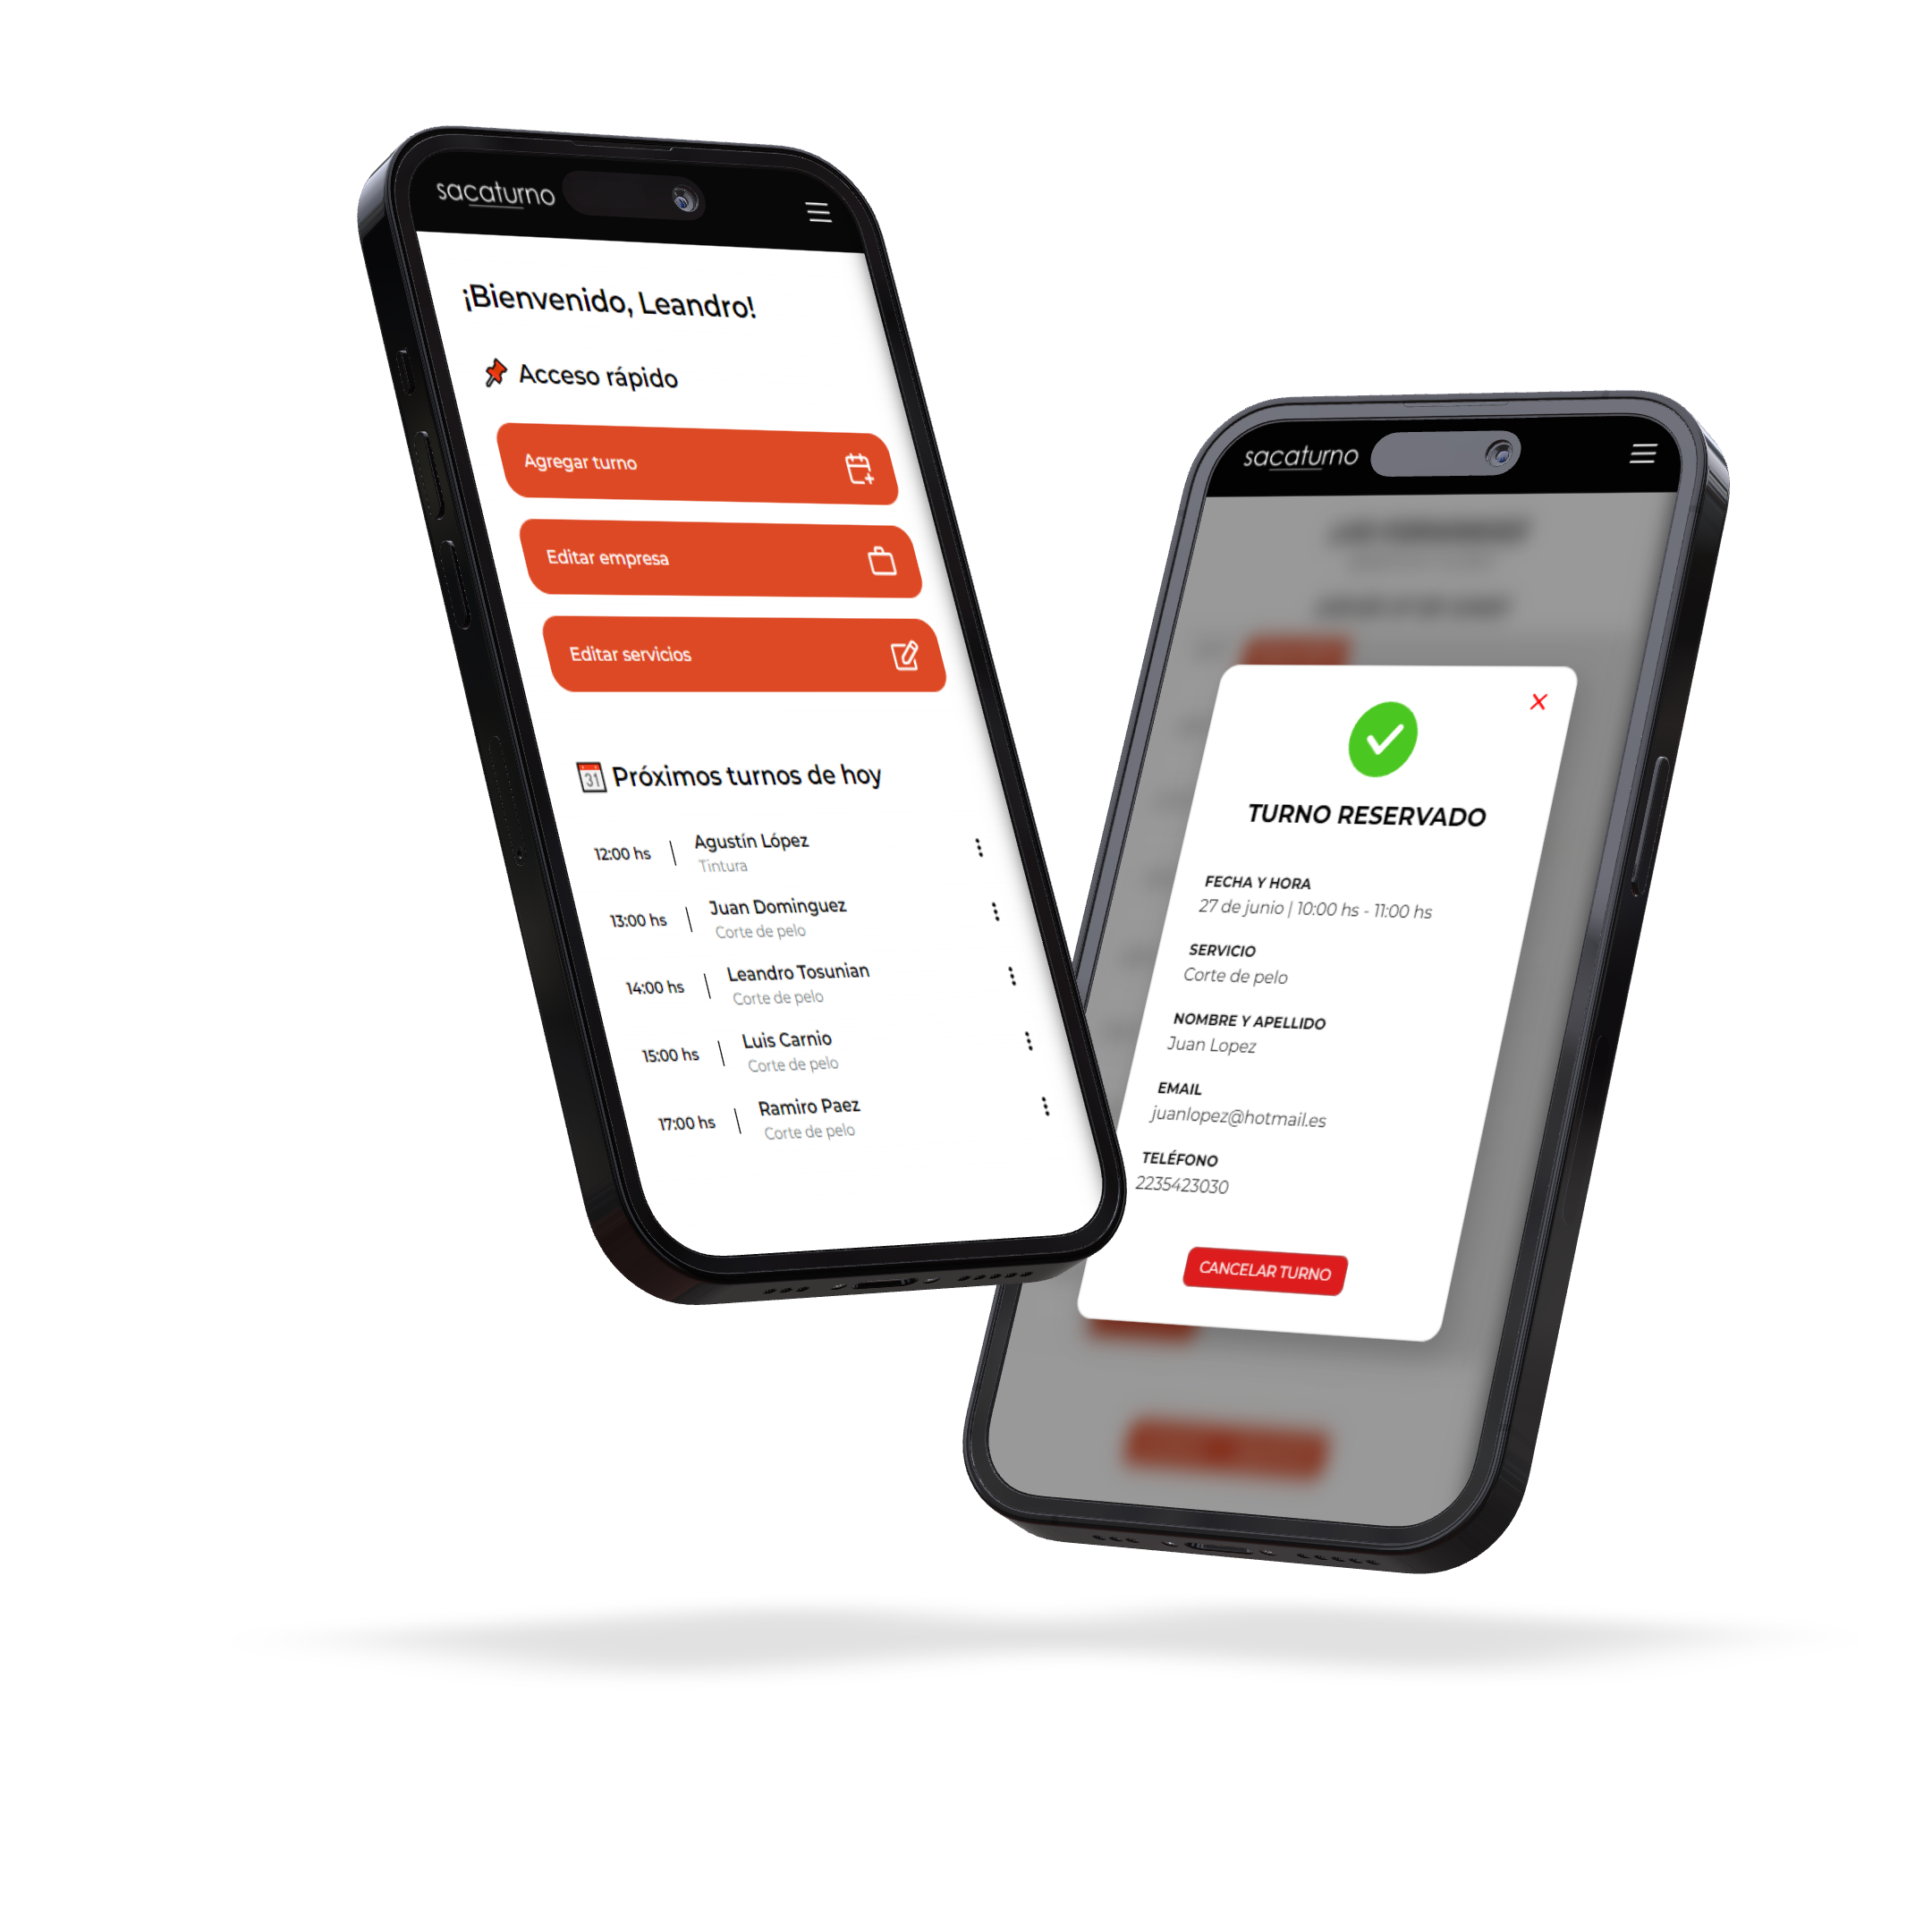 sacaturno
¡Bienvenido, Leandro!
Acceso rápido
Agregar turno
Editar empresa
Editar servicios
31 Próximos turnos de hoy
12:00 hs | Agustín López
Tintura
13:00 hs | Juan Dominguez
Corte de pelo
14:00 hs | Leandro Tosunian
Corte de pelo
15:00 hs | Luis Carnio
Corte de pelo
17:00 hs | Ramiro Paez
Corte de pelo
sacaturno
TURNO RESERVADO
FECHA Y HORA
27 de junio | 10:00 hs - 11:00 hs
SERVICIO
Corte de pelo
NOMBRE Y APELLIDO
Juan Lopez
EMAIL
juanlopez@hotmail.es
TELÉFONO
2235423030
CANCELAR TURNO